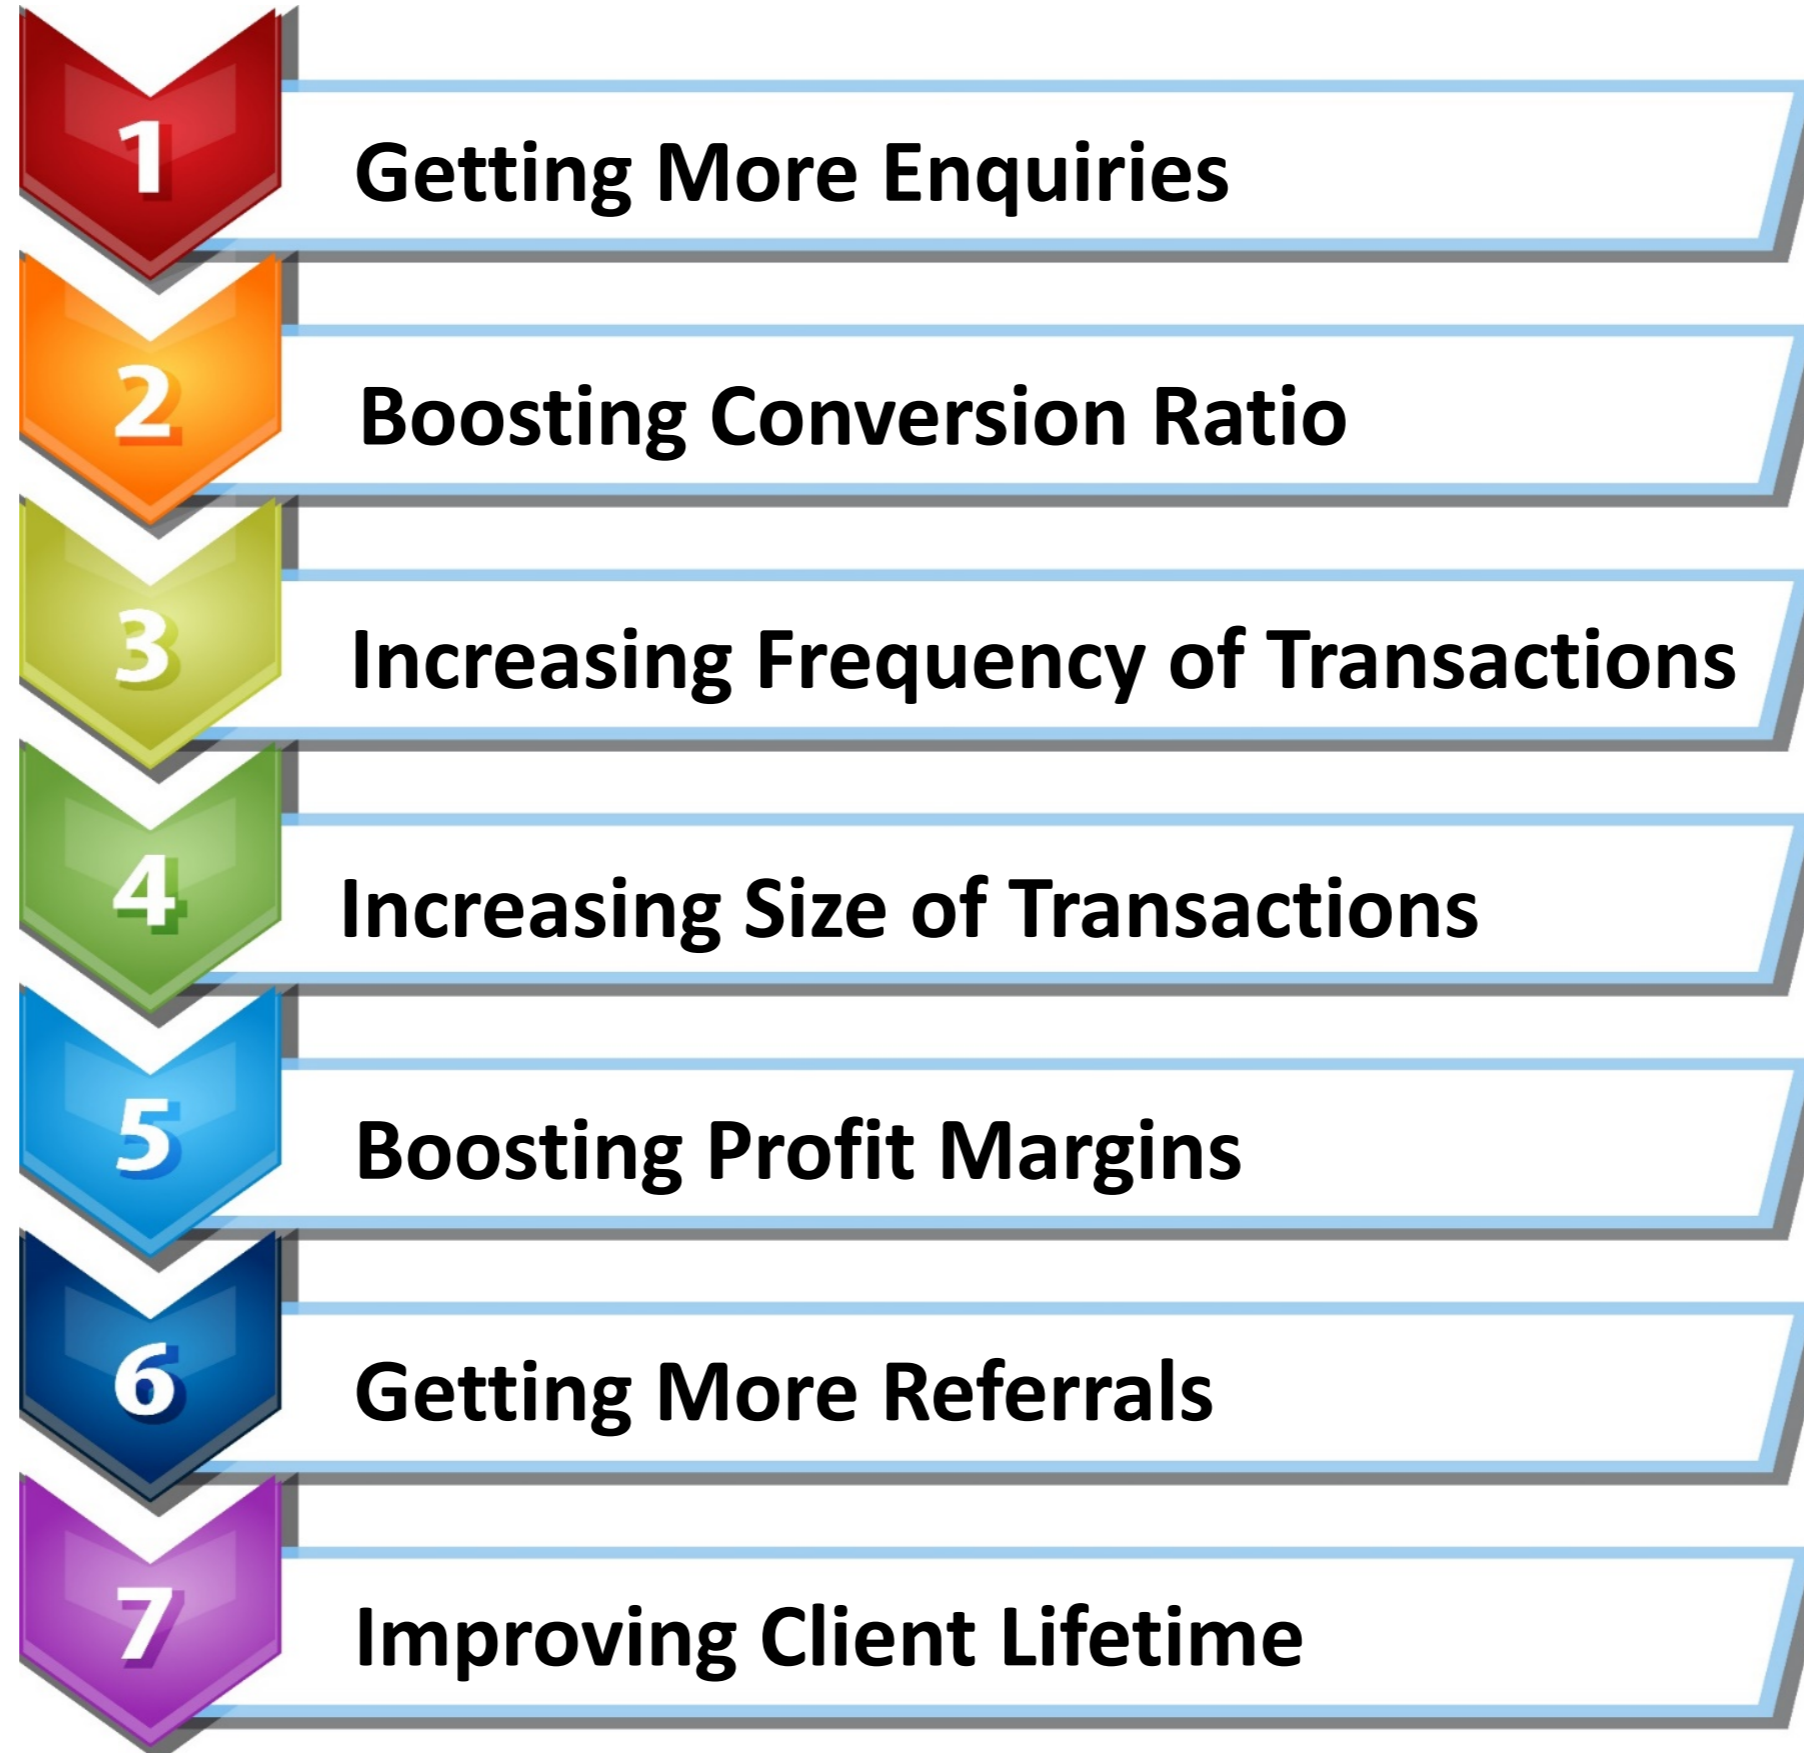 1
Getting More Enquiries
2
Boosting Conversion Ratio
3
Increasing Frequency of Transactions
4
Increasing Size of Transactions
5
Boosting Profit Margins
6
Getting More Referrals
7
Improving Client Lifetime